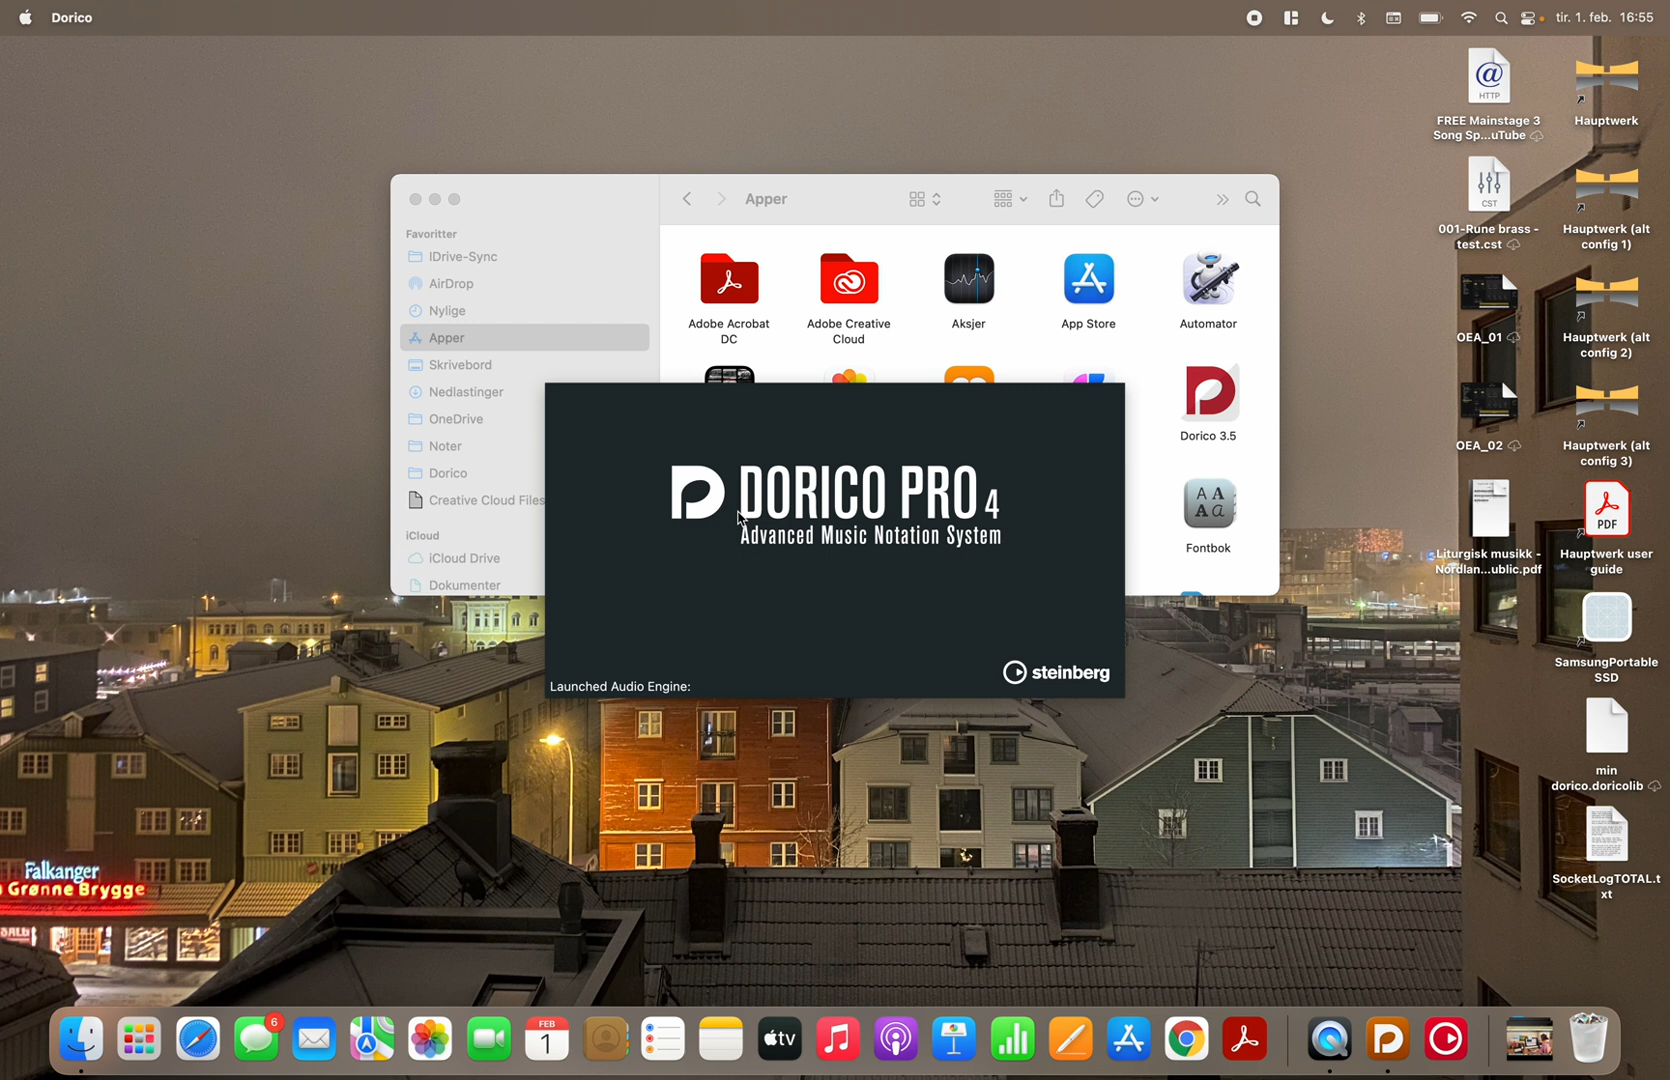 Dorico
tir. 1. feb. 16:55
HTTP
FREE Mainstage 3
Song Sp...uTube
Hauptwerk
CST
001-Rune brass -
test.cst
Hauptwerk (alt
config 1)
OEA_01
Hauptwerk (alt
config 2)
OEA_02
Hauptwerk (alt
config 3)
Liturgisk musikk -
Nordlan...ublic.pdf
PDF
Hauptwerk user
guide
SamsungPortable
SSD
min
dorico.doricolib
SocketLogTOTAL.t
xt
Apper
Favoritter
IDrive-Sync
AirDrop
Nylige
Apper
Skrivebord
Nedlastinger
OneDrive
Noter
Dorico
Creative Cloud Files
iCloud
iCloud Drive
Dokumenter
Adobe Acrobat
DC
Adobe Creative
Cloud
Aksjer
App Store
Automator
Dorico 3.5
Fontbok
DORICO PRO 4
Advanced Music Notation System
steinberg
Launched Audio Engine:
Falkanger
Grønne Brygge
6
FEB
1
tv